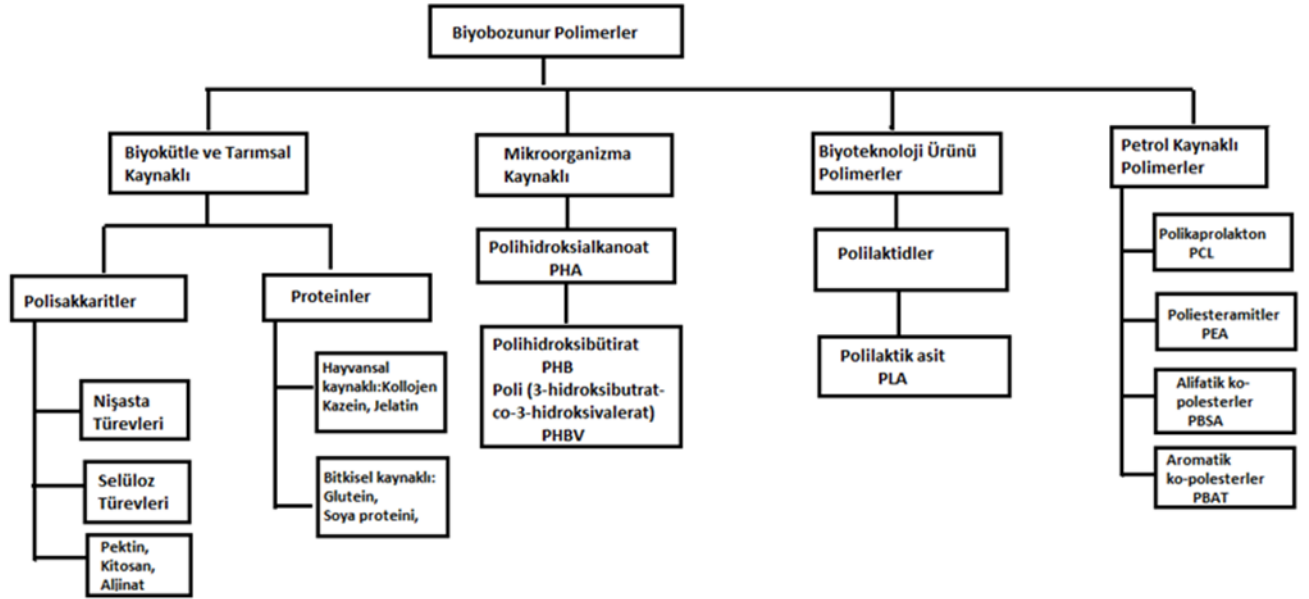 Biyobozunur Polimerler
Biyokütle ve Tarımsal
Kaynaklı
Mikroorganizma
Kaynaklı
Biyoteknoloji Ürünü
Polimerler
Petrol Kaynaklı
Polimerler
Polisakkaritler
Proteinler
Nişasta
Türevleri
Selüloz
Türevleri
Pektin,
Kitosan,
Aljinat
Hayvansal
kaynaklı:Kollojen
Kazein, Jelatin
Bitkisel kaynaklı:
Glutein,
Soya proteini,
Polihidroksialkanoat
PHA
Polihidroksibütirat
PHB
Poli (3-hidroksibutrat-
co-3-hidroksivalerat)
PHBV
Polilaktidler
Polilaktik asit
PLA
Polikaprolakton
PCL
Poliesteramitler
PEA
Alifatik ko-
polesterler
PBSA
Aromatik
ko-polesterler
PBAT